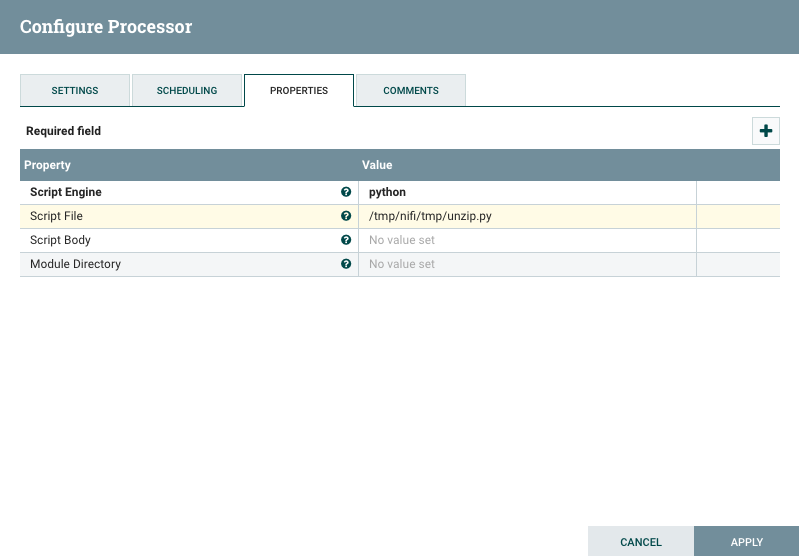 Configure Processor
SETTINGS SCHEDULING PROPERTIES COMMENTS
Required field
Property Value
Script Engine python
Script File /tmp/nifi/tmp/unzip.py
Script Body No value set
Module Directory No value set
CANCEL APPLY